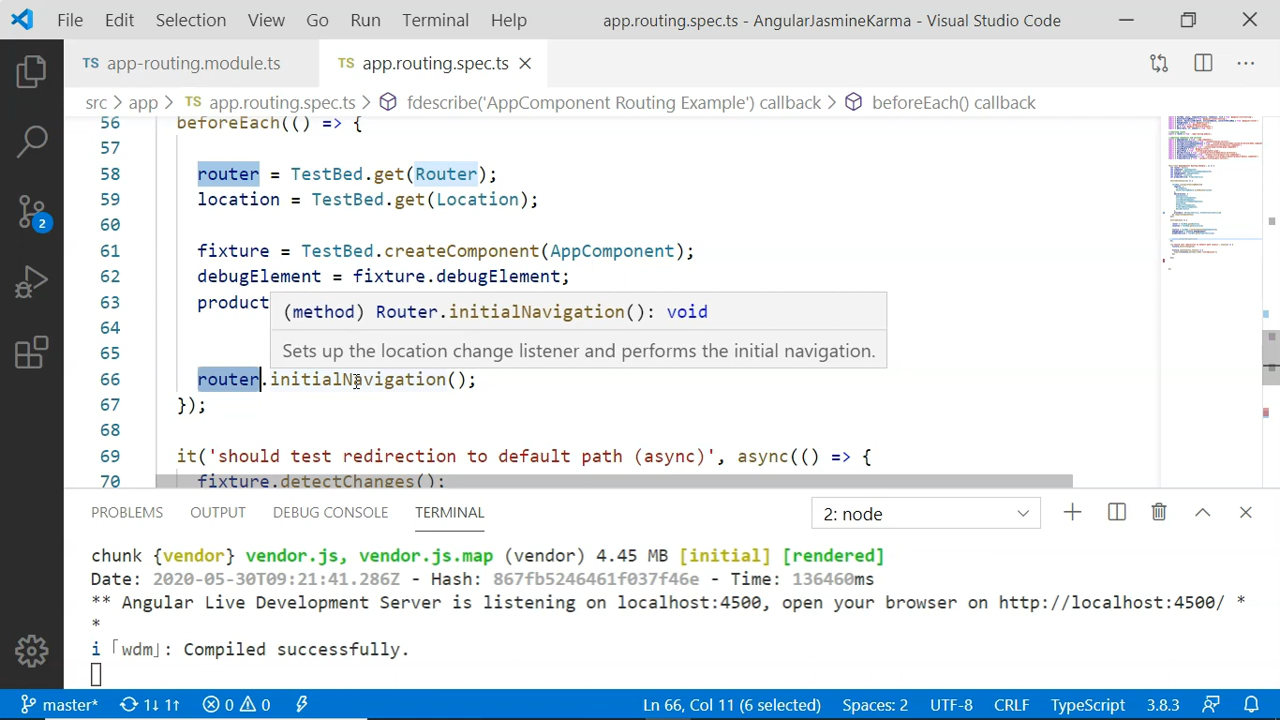 File Edit Selection View Go Run Terminal Help app.routing.spec.ts - AngularJasmineKarma - Visual Studio Code
TS app-routing.module.ts TS app.routing.spec.ts
src > app > TS app.routing.spec.ts > fdescribe('AppComponent Routing Example') callback > beforeEach() callback
56 beforeEach(() => {
57
58 router = TestBed.get(Router);
59 location = TestBed.get(Location);
60
61 fixture = TestBed.createComponent(AppComponent);
62 debugElement = fixture.debugElement;
63 product
(method) Router.initialNavigation(): void
64
Sets up the location change listener and performs the initial navigation.
65
66 router.initialNavigation();
67 });
68
69 it('should test redirection to default path (async)', async(() => {
70 fixture.detectChanges();
PROBLEMS OUTPUT DEBUG CONSOLE TERMINAL 2: node
chunk {vendor} vendor.js, vendor.js.map (vendor) 4.45 MB [initial] [rendered]
Date: 2020-05-30T09:21:41.286Z - Hash: 867fb5246461f037f46e - Time: 136460ms
** Angular Live Development Server is listening on localhost:4500, open your browser on http://localhost:4500/ *
*
i 「wdm」: Compiled successfully.
2
master* 1↓ 1↑ 0 0 Ln 66, Col 11 (6 selected) Spaces: 2 UTF-8 CRLF TypeScript 3.8.3